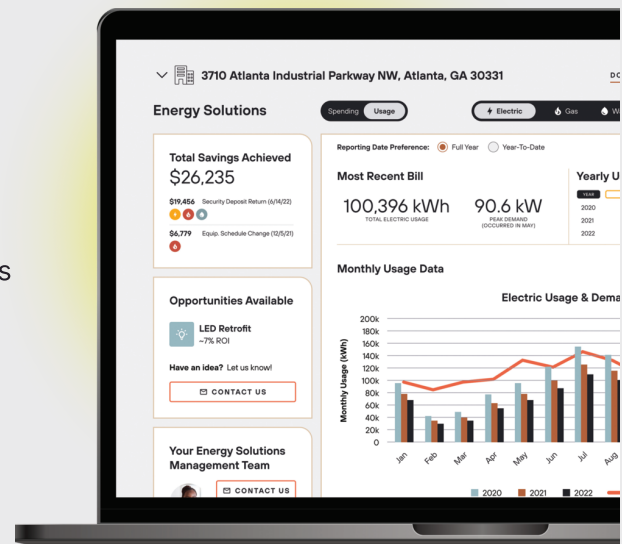 s
3710 Atlanta Industrial Parkway NW, Atlanta, GA 30331
Energy Solutions
Spending Usage
Electric Gas
Total Savings Achieved
$26,235
$19,456 Security Deposit Return (6/14/22)
$6,779 Equip. Schedule Change (12/5/21)
Opportunities Available
LED Retrofit
~7% ROI
Have an idea? Let us know!
CONTACT US
Your Energy Solutions
Management Team
CONTACT US
Reporting Date Preference: Full Year Year-To-Date
Most Recent Bill
100,396 kWh
TOTAL ELECTRIC USAGE
90.6 kW
PEAK DEMAND
(OCCURRED IN MAY)
Yearly U
YEAR
2020
2021
2022
Monthly Usage Data
Electric Usage & Dema
Monthly Usage (kWh)
200k
180k
160k
140k
120k
100k
80k
60k
40k
20k
0
Jan Feb Mar Apr May Jun Jul Aug
2020 2021 2022